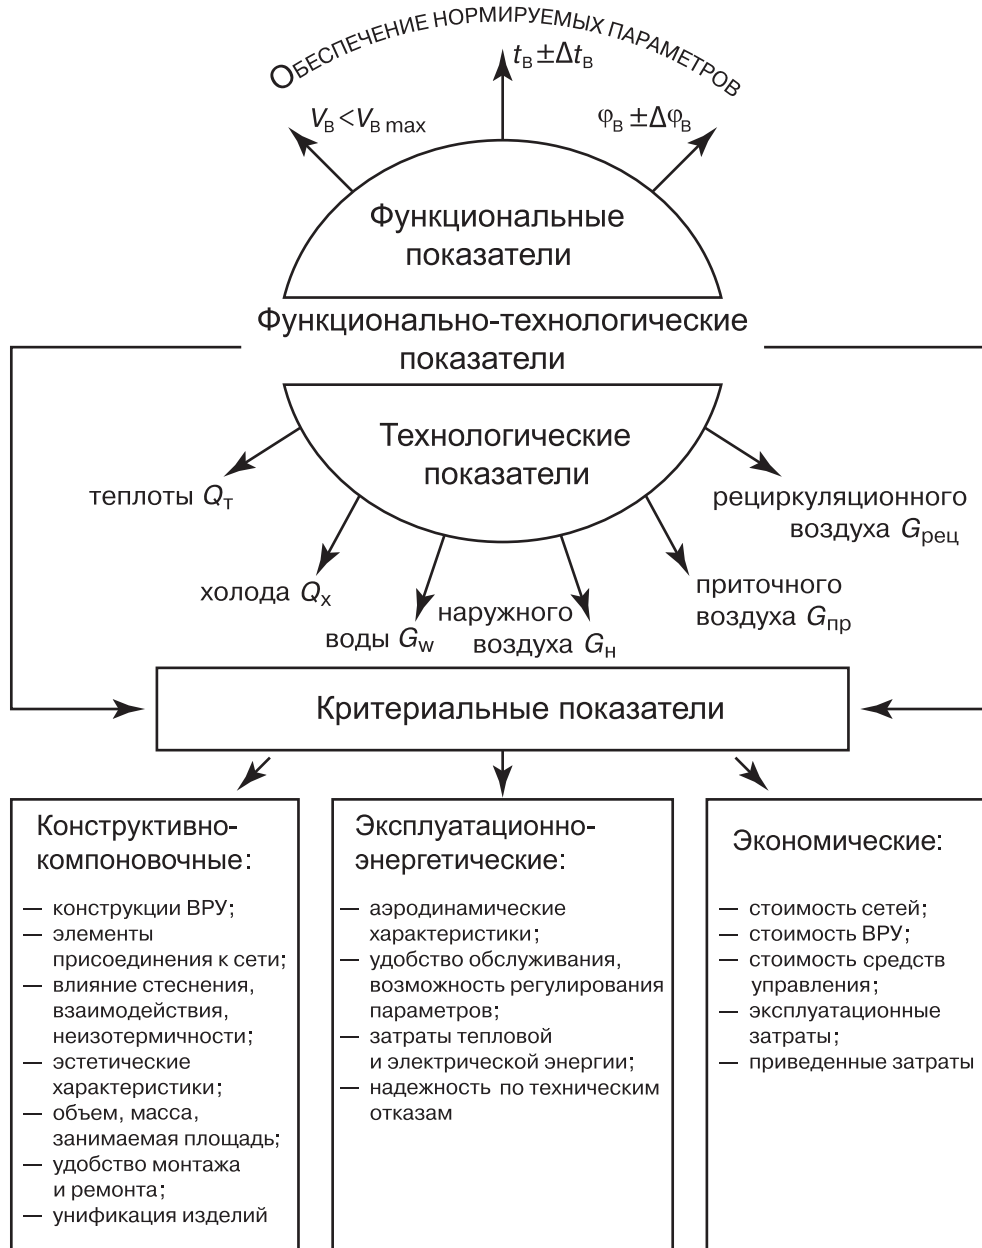 Обеспечение нормируемых параметров
tв ± Δtв
Vв < Vв max
φв ± Δφв
Функциональные
показатели
Функционально-технологические
показатели
Технологические
показатели
теплоты Qт
холода Qх
воды Gw
наружного
воздуха Gн
приточного
воздуха Gпр
рециркуляционного
воздуха Gрец
Критериальные показатели
Конструктивно-
компоновочные:
— конструкции ВРУ;
— элементы
присоединения к сети;
— влияние стеснения,
взаимодействия,
неизотермичности;
— эстетические
характеристики;
— объем, масса,
занимаемая площадь;
— удобство монтажа
и ремонта;
— унификация изделий
Эксплуатационно-
энергетические:
— аэродинамические
характеристики;
— удобство обслуживания,
возможность регулирования
параметров;
— затраты тепловой
и электрической энергии;
— надежность по техническим
отказам
Экономические:
— стоимость сетей;
— стоимость ВРУ;
— стоимость средств
управления;
— эксплуатационные
затраты;
— приведенные затраты